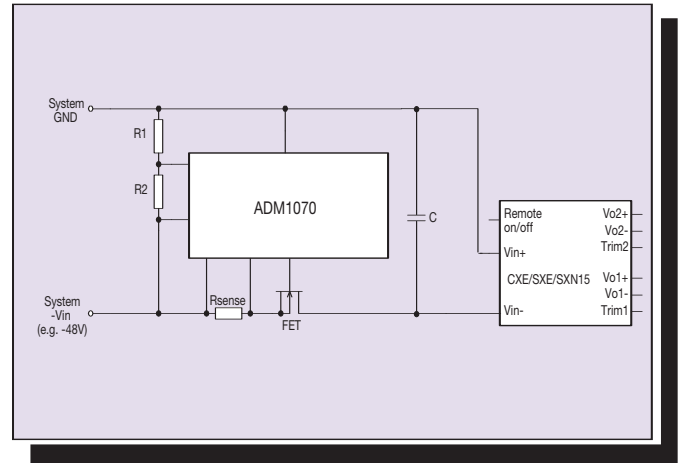 System
GND
R1
R2
ADM1070
C
Remote
on/off
Vin+
CXE/SXE/SXN15
Vin-
Vo2+
Vo2-
Trim2
Vo1+
Vo1-
Trim1
System
-Vin
(e.g. -48V)
Rsense
FET